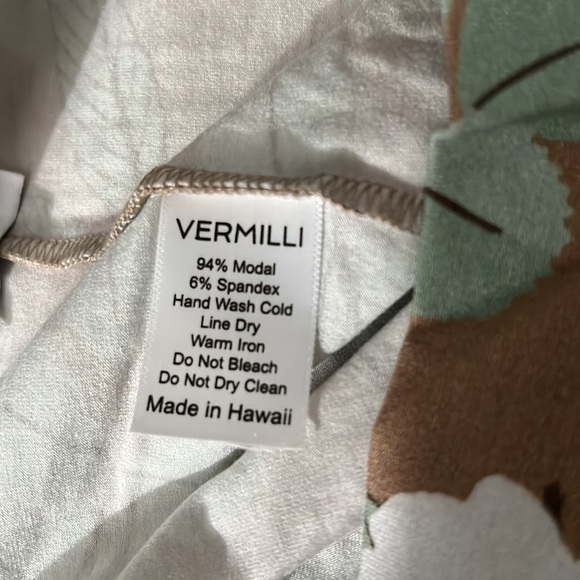 VERMILLI
94% Modal
6% Spandex
Hand Wash Cold
Line Dry
Warm Iron
Do Not Bleach
Do Not Dry Clean
Made in Hawaii